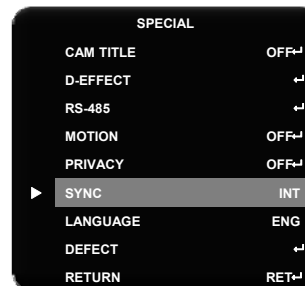 SPECIAL
CAM TITLE OFF↵
D-EFFECT ↵
RS-485 ↵
MOTION OFF↵
PRIVACY OFF↵
SYNC INT
LANGUAGE ENG
DEFECT ↵
RETURN RET↵